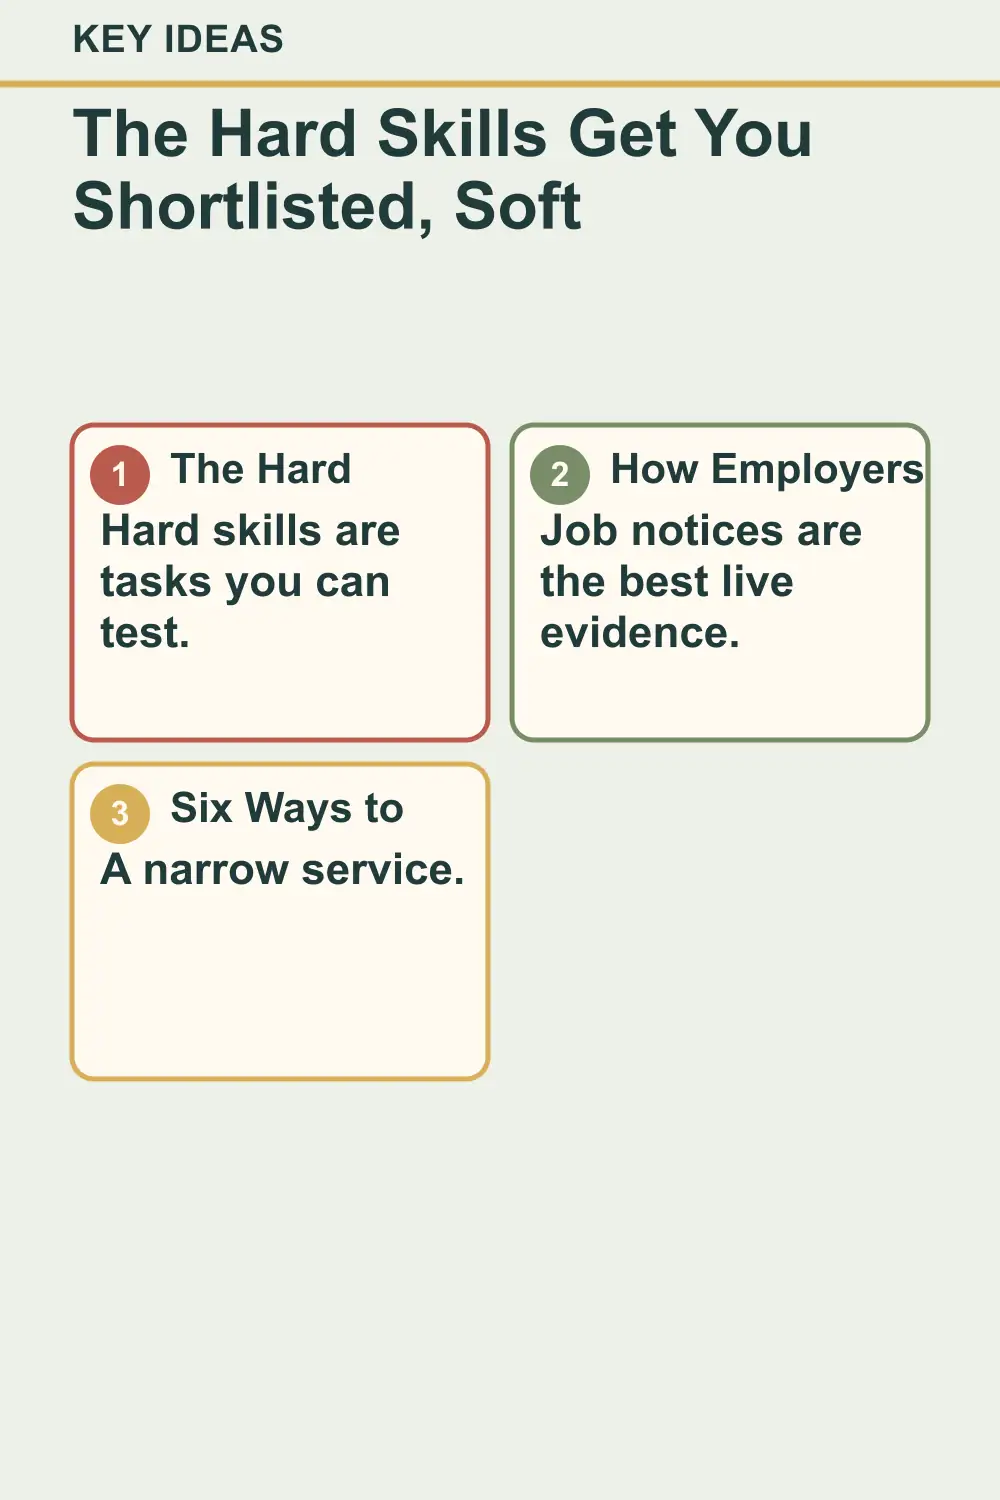 KEY IDEAS
The Hard Skills Get You
Shortlisted, Soft
1 The Hard
Hard skills are
tasks you can
test.
2 How Employers
Job notices are
the best live
evidence.
3 Six Ways to
A narrow service.